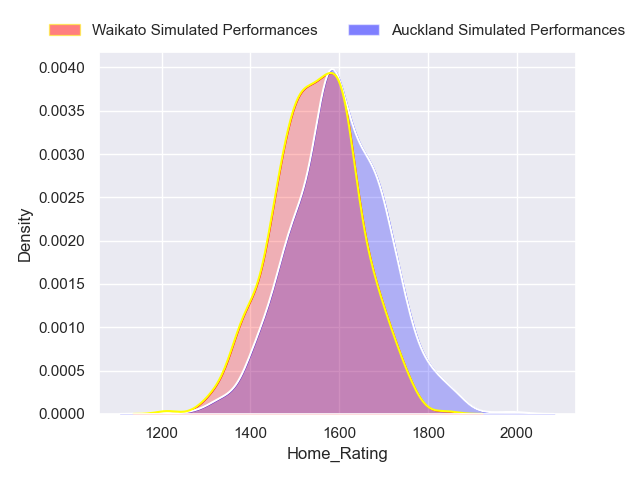 Waikato Simulated Performances Auckland Simulated Performances
0.0040
0.0035
0.0030
0.0025
0.0020
0.0015
0.0010
0.0005
0.0000
Density
1200 1400 1600 1800 2000
Home_Rating